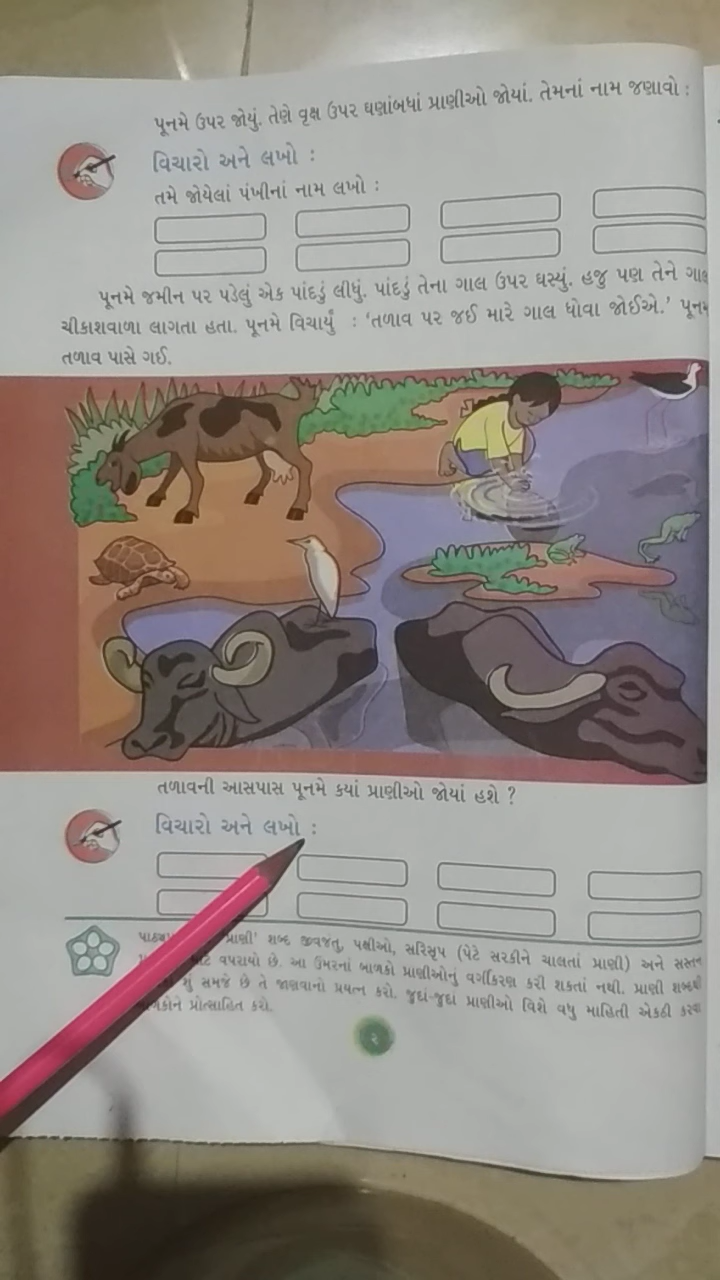 પૂનમે ઉપર જોયું. તેણે વૃક્ષ ઉપર ઘણાંબધાં પ્રાણીઓ જોયાં. તેમનાં નામ જણાવો :
વિચારો અને લખો :
તમે જોયેલાં પંખીનાં નામ લખો :
પૂનમે જમીન પર પડેલું એક પાંદડું લીધું. પાંદડું તેના ગાલ ઉપર ઘસ્યું. હજુ પણ તેને ગાલ
ચીકાશવાળા લાગતા હતા. પૂનમે વિચાર્યું : ‘તળાવ પર જઈ મારે ગાલ ધોવા જોઈએ.’ પૂનમ
તળાવ પાસે ગઈ.
તળાવની આસપાસ પૂનમે કયાં પ્રાણીઓ જોયાં હશે ?
વિચારો અને લખો :
પ્રાણી’ શબ્દ જીવજંતુ, પક્ષીઓ, સરિસૃપ (પેટે સરકીને ચાલતાં પ્રાણી) અને સસ્તન
વપરાયો છે. આ ઉંમરનાં બાળકો પ્રાણીઓનું વર્ગીકરણ કરી શકતાં નથી. પ્રાણી શબ્દથી
શું સમજે છે તે જાણવાનો પ્રયત્ન કરો. જુદાં-જુદાં પ્રાણીઓ વિશે વધુ માહિતી એકઠી કરવા
પ્રોત્સાહિત કરો.
૨